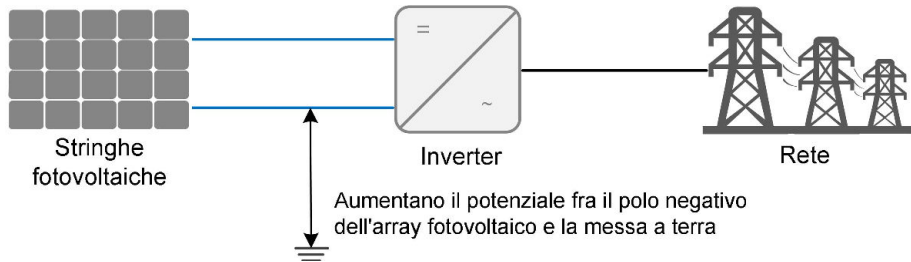 =
~
Stringhe
fotovoltaiche
Inverter
Rete
Aumentano il potenziale fra il polo negativo
dell'array fotovoltaico e la messa a terra